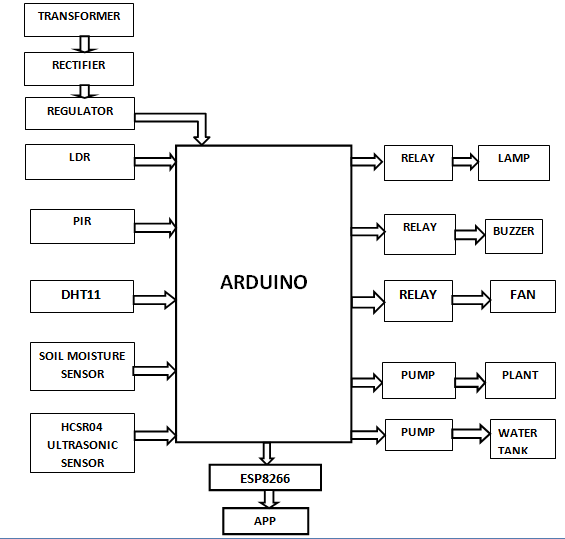 TRANSFORMER
RECTIFIER
REGULATOR
LDR
PIR
DHT11
SOIL MOISTURE
SENSOR
HCSR04
ULTRASONIC
SENSOR
ARDUINO
RELAY
LAMP
RELAY
BUZZER
RELAY
FAN
PUMP
PLANT
PUMP
WATER
TANK
ESP8266
APP